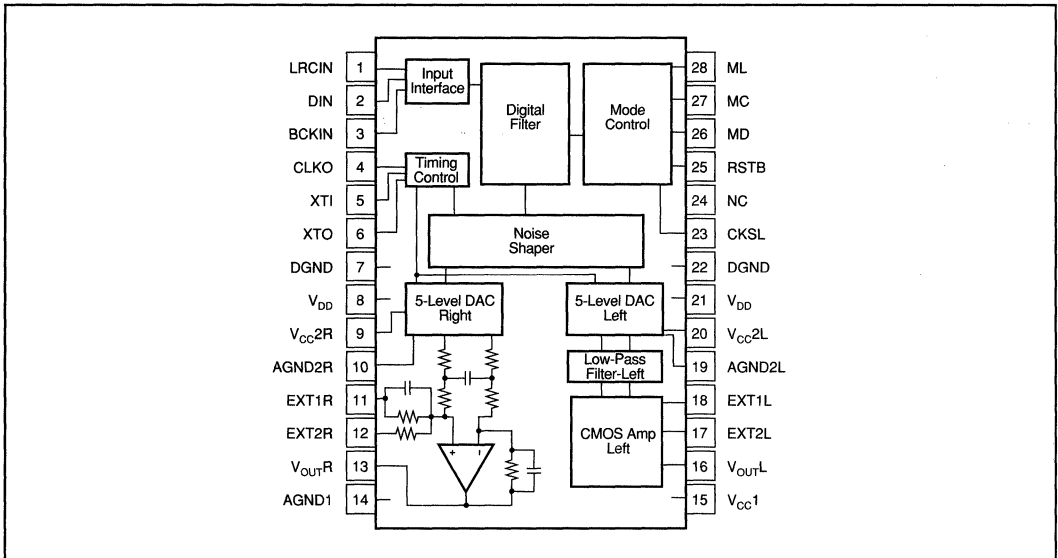 LRCIN 1
DIN 2
BCKIN 3
CLKO 4
XTI 5
XTO 6
DGND 7
VDD 8
VCC2R 9
AGND2R 10
EXT1R 11
EXT2R 12
VOUTR 13
AGND1 14
Input
Interface
Digital
Filter
Mode
Control
Timing
Control
Noise
Shaper
5-Level DAC
Right
5-Level DAC
Left
Low-Pass
Filter-Left
CMOS Amp
Left
+ −
28 ML
27 MC
26 MD
25 RSTB
24 NC
23 CKSL
22 DGND
21 VDD
20 VCC2L
19 AGND2L
18 EXT1L
17 EXT2L
16 VOUTL
15 VCC1